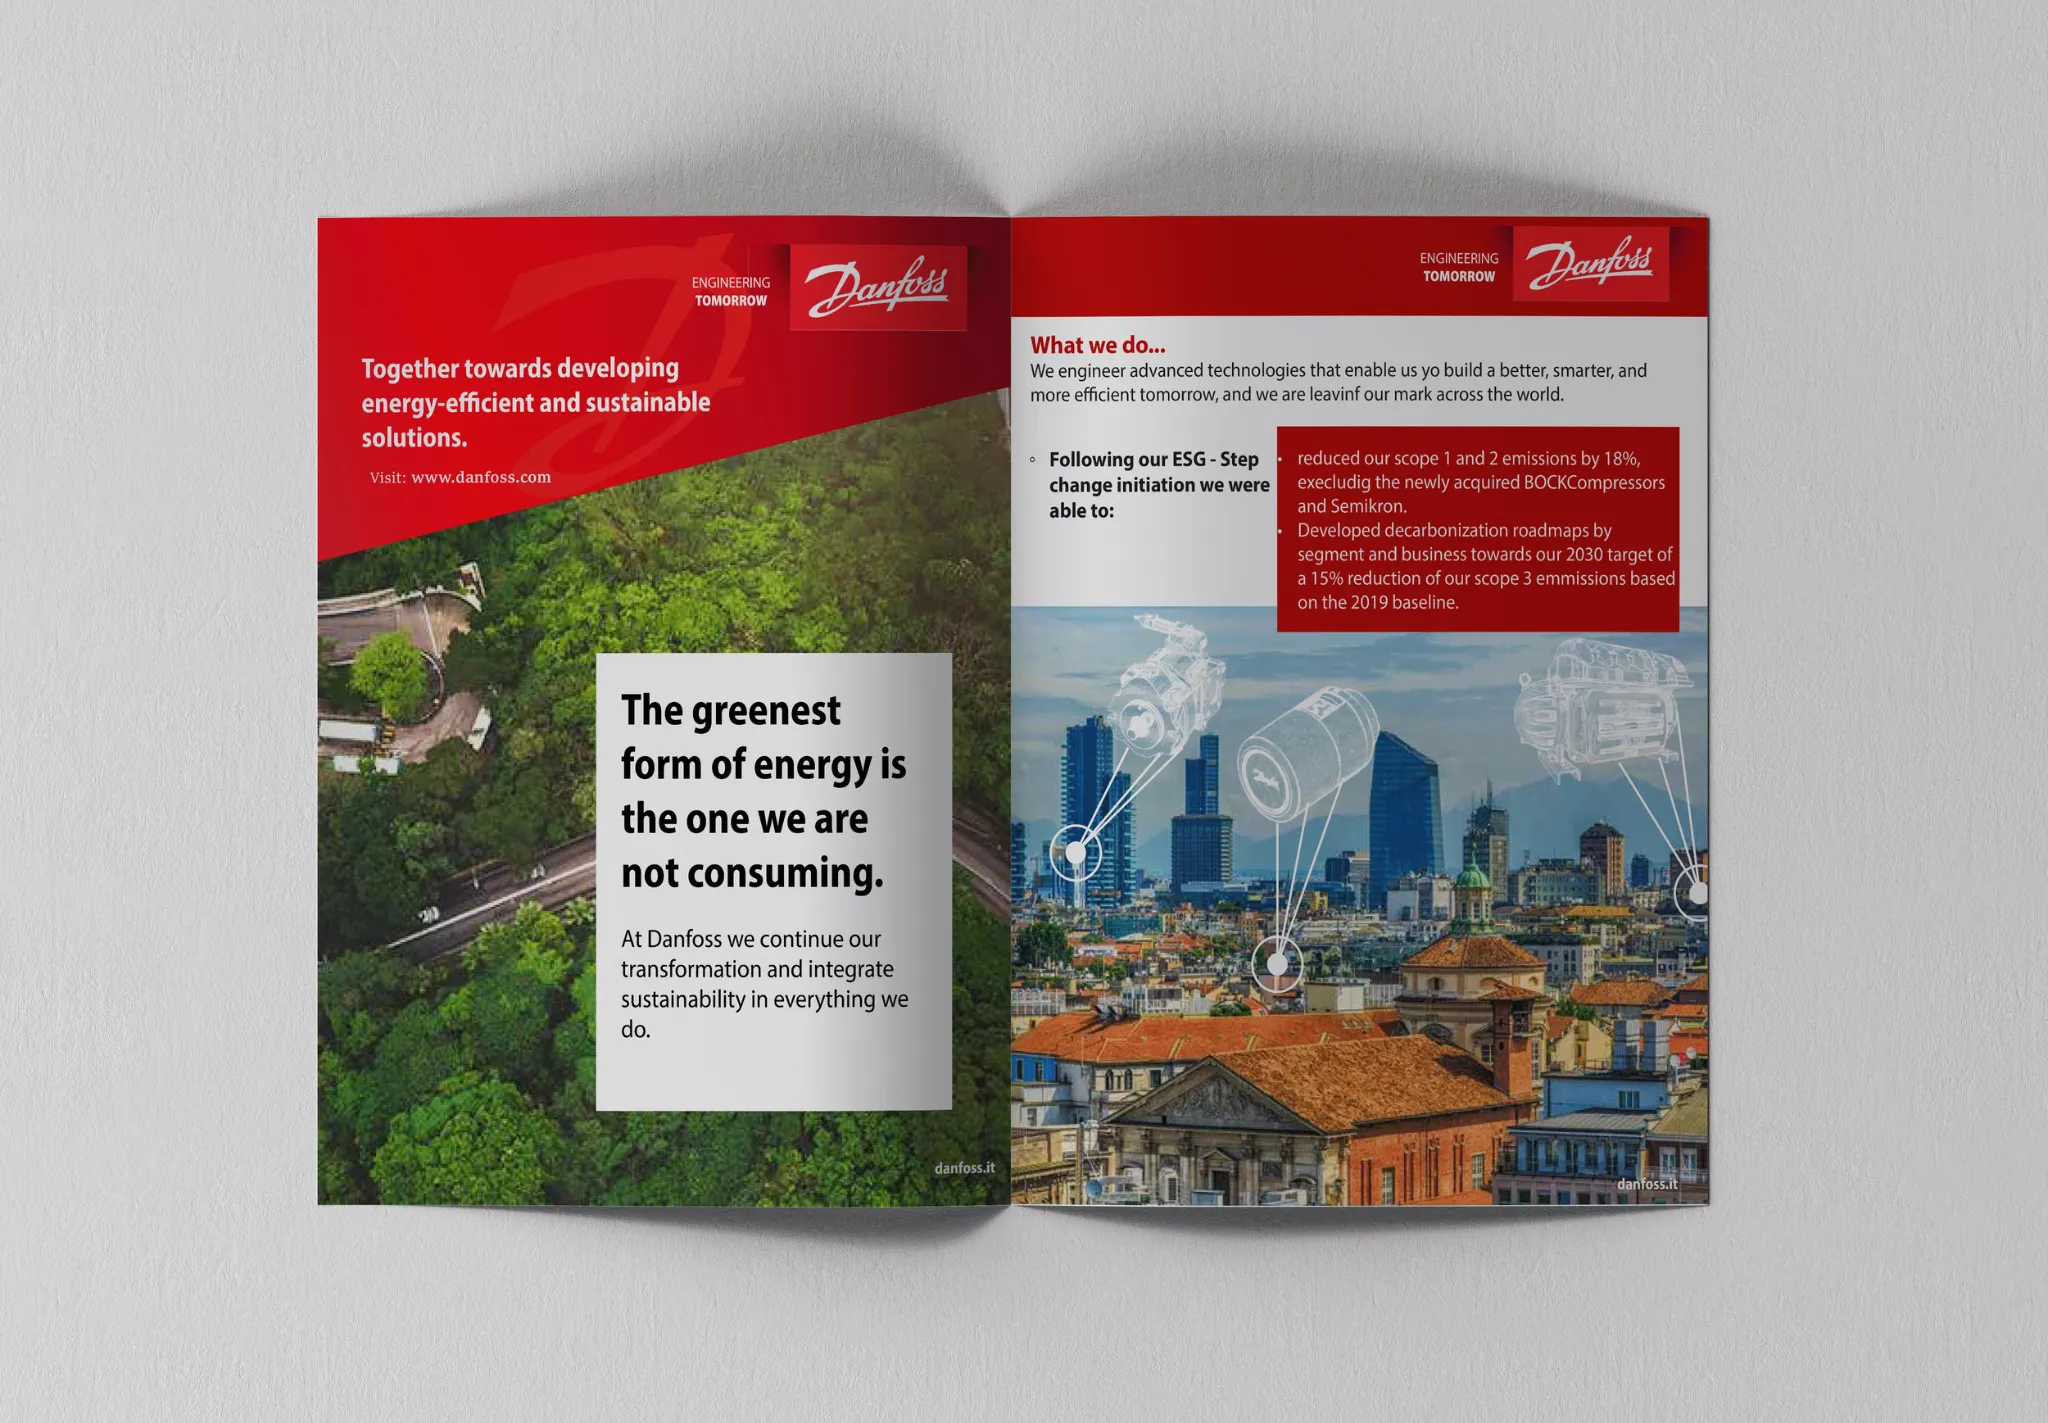 ENGINEERING
TOMORROW
Danfoss
Together towards developing
energy-efficient and sustainable
solutions.
Visit: www.danfoss.com
The greenest
form of energy is
the one we are
not consuming.
At Danfoss we continue our
transformation and integrate
sustainability in everything we
do.
danfoss.it
ENGINEERING
TOMORROW
Danfoss
What we do...
We engineer advanced technologies that enable us yo build a better, smarter, and
more efficient tomorrow, and we are leavinf our mark across the world.
◦ Following our ESG - Step
change initiation we were
able to:
• reduced our scope 1 and 2 emissions by 18%,
execludig the newly acquired BOCKCompressors
and Semikron.
• Developed decarbonization roadmaps by
segment and business towards our 2030 target of
a 15% reduction of our scope 3 emmissions based
on the 2019 baseline.
Danfoss
danfoss.it